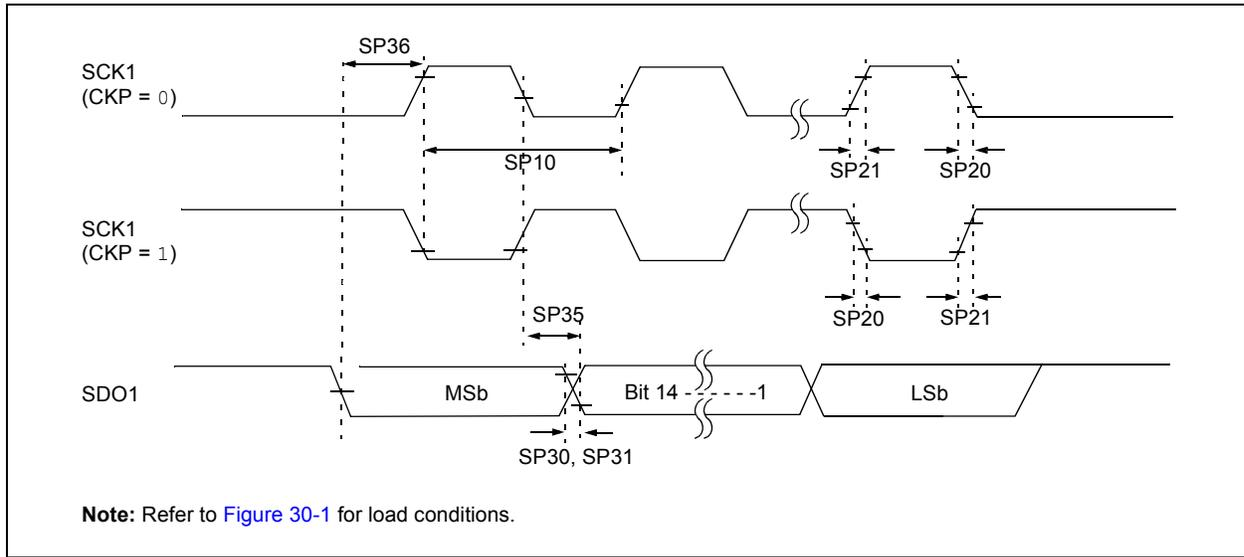 SP36
SCK1
(CKP = 0)
SP10
SP21
SP20
SCK1
(CKP = 1)
SP35
SP20
SP21
SDO1
MSb
Bit 14 - - - - - -1
LSb
SP30, SP31
Note: Refer to Figure 30-1 for load conditions.